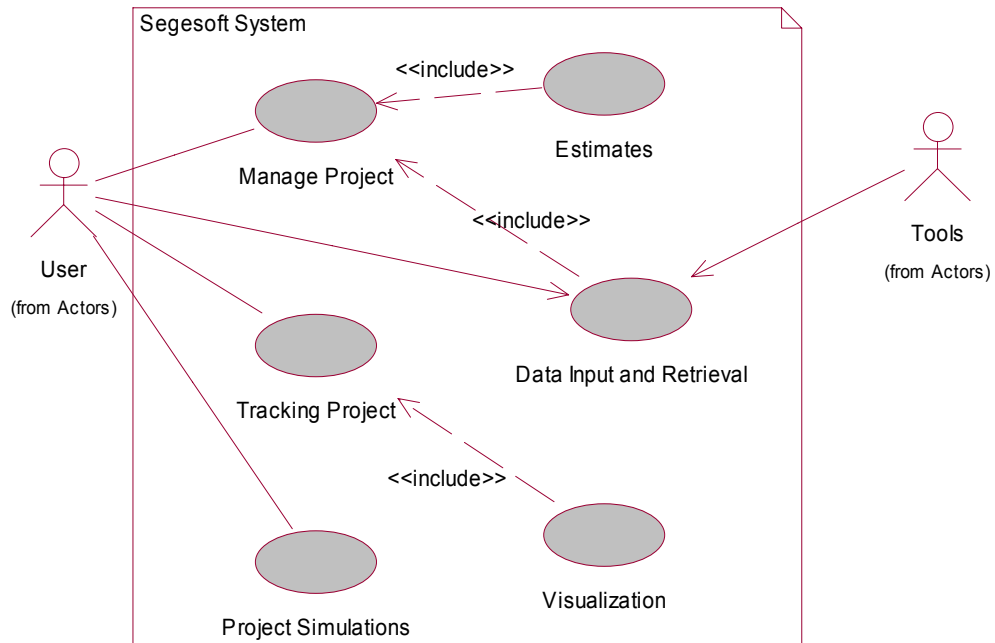 Segesoft System
<<include>>
Estimates
Manage Project
<<include>>
User
(from Actors)
Tools
(from Actors)
Data Input and Retrieval
Tracking Project
<<include>>
Visualization
Project Simulations